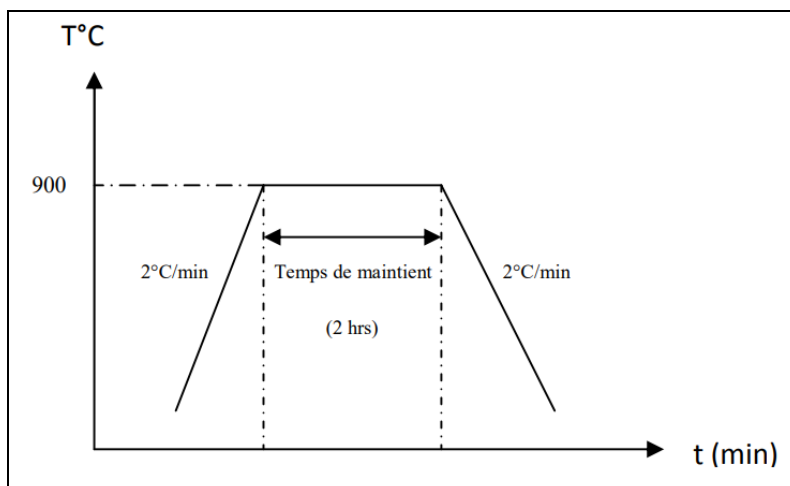 T°C
900
2°C/min
Temps de maintient
2°C/min
(2 hrs)
t (min)